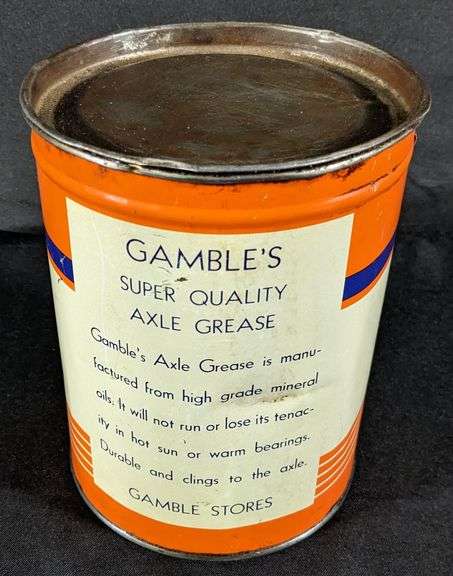 GAMBLE'S
SUPER QUALITY
AXLE GREASE
Gamble's Axle Grease is manu-
factured from high grade mineral
oils. It will not run or lose its tenac-
ity in hot sun or warm bearings.
Durable and clings to the axle.
GAMBLE STORES